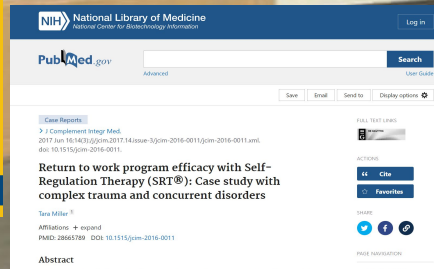 NIH National Library of Medicine
National Center for Biotechnology Information
Log in
PubMed.gov
Search
Advanced
User Guide
Save Email Send to Display options
Case Reports
> J Complement Integr Med.
2017 Jun 16;14(3):/j/jcim.2017.14.issue-3/jcim-2016-0011/jcim-2016-0011.xml.
doi: 10.1515/jcim-2016-0011.
Return to work program efficacy with Self-
Regulation Therapy (SRT®): Case study with
complex trauma and concurrent disorders
Tara Miller 1
Affiliations + expand
PMID: 28665789 DOI: 10.1515/jcim-2016-0011
Abstract
FULL TEXT LINKS
ACTIONS
Cite
Favorites
SHARE
PAGE NAVIGATION